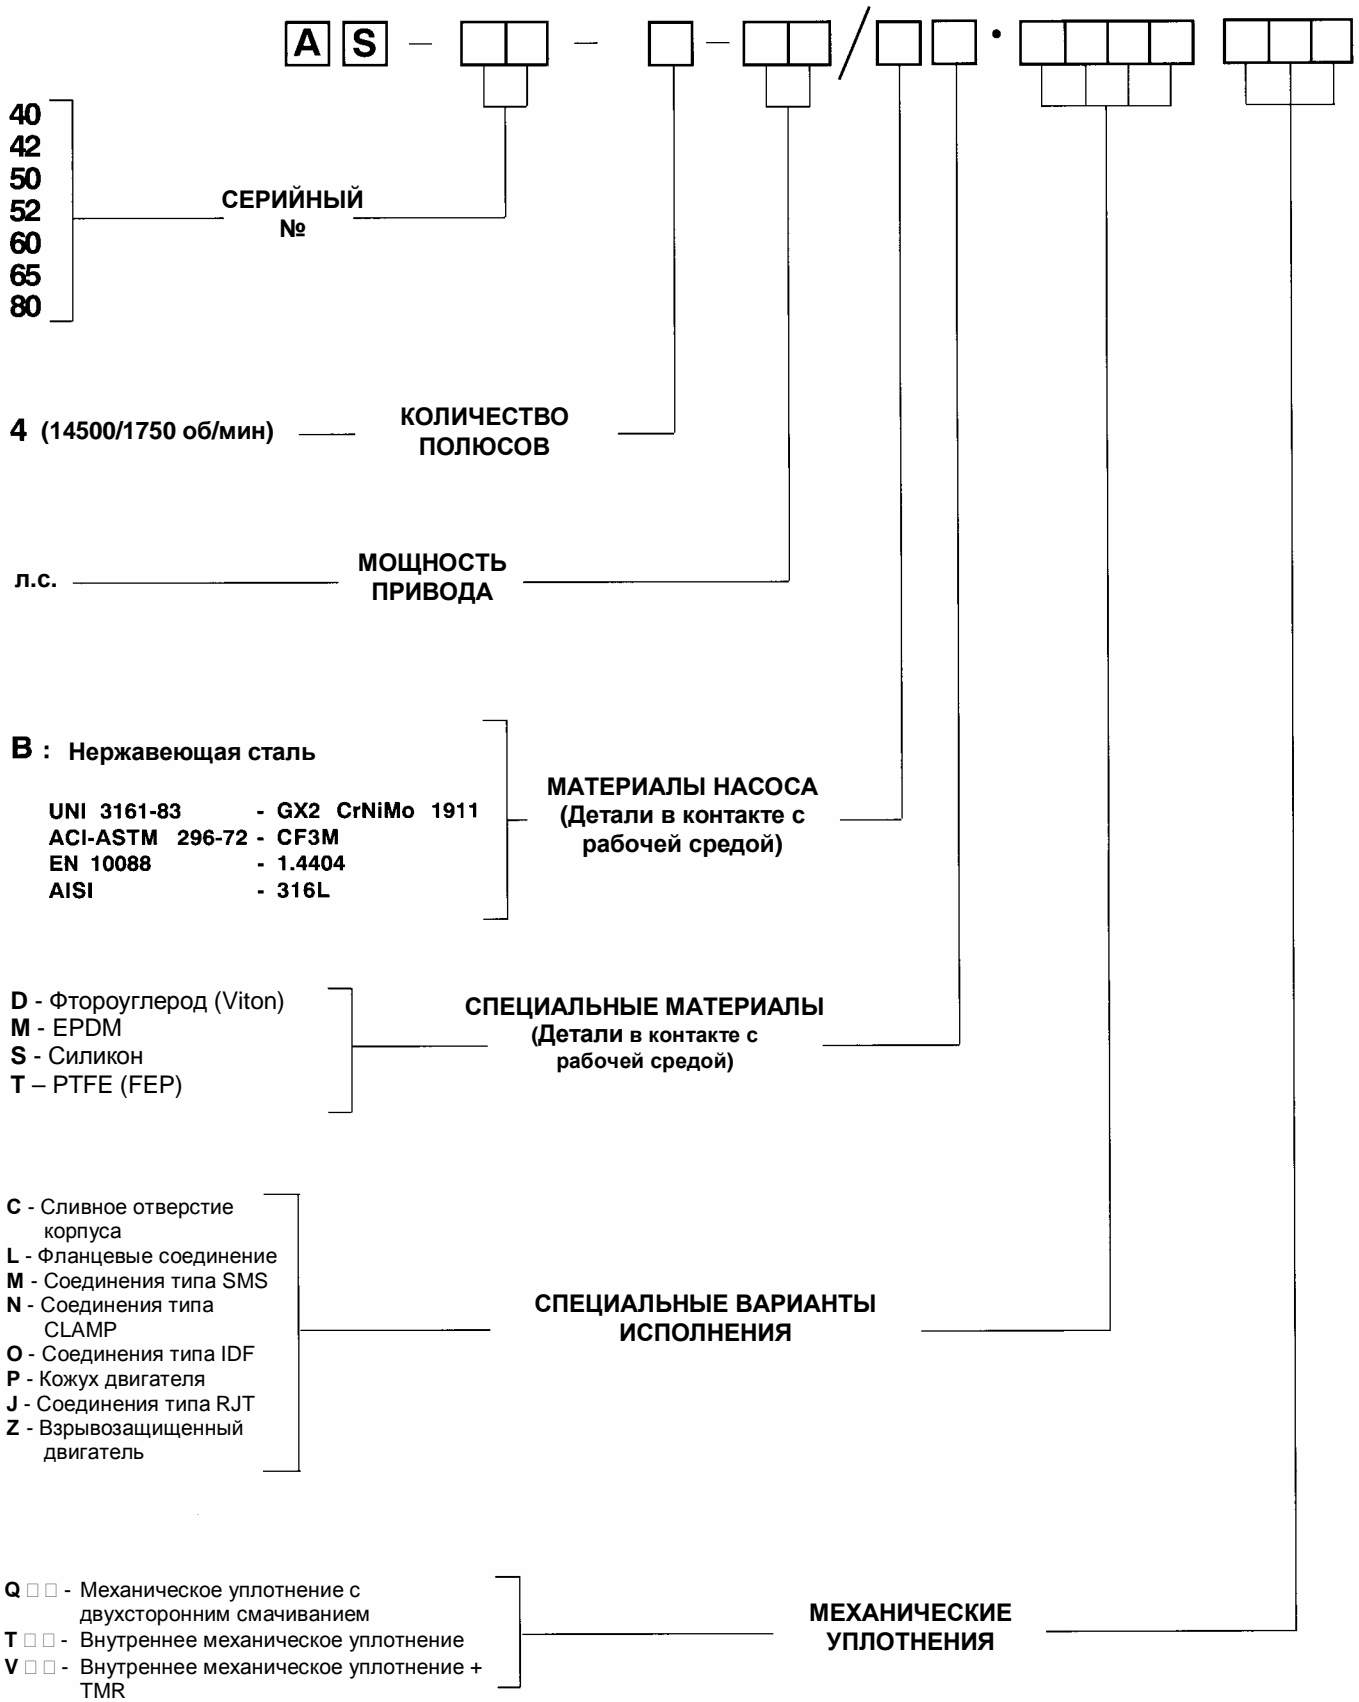 A S - - - / •
40
42
50
52
60
65
80
СЕРИЙНЫЙ
№
4 (14500/1750 об/мин)
КОЛИЧЕСТВО
ПОЛЮСОВ
л.с.
МОЩНОСТЬ
ПРИВОДА
B : Нержавеющая сталь
UNI 3161-83 - GX2 CrNiMo 1911
ACI-ASTM 296-72 - CF3M
EN 10088 - 1.4404
AISI - 316L
МАТЕРИАЛЫ НАСОСА
(Детали в контакте с
рабочей средой)
D - Фтороуглерод (Viton)
M - EPDM
S - Силикон
T – PTFE (FEP)
СПЕЦИАЛЬНЫЕ МАТЕРИАЛЫ
(Детали в контакте с
рабочей средой)
C - Сливное отверстие
корпуса
L - Фланцевые соединение
M - Соединения типа SMS
N - Соединения типа
CLAMP
O - Соединения типа IDF
P - Кожух двигателя
J - Соединения типа RJT
Z - Взрывозащищенный
двигатель
СПЕЦИАЛЬНЫЕ ВАРИАНТЫ
ИСПОЛНЕНИЯ
Q □ □ - Механическое уплотнение с
двухсторонним смачиванием
T □ □ - Внутреннее механическое уплотнение
V □ □ - Внутреннее механическое уплотнение +
TMR
МЕХАНИЧЕСКИЕ
УПЛОТНЕНИЯ